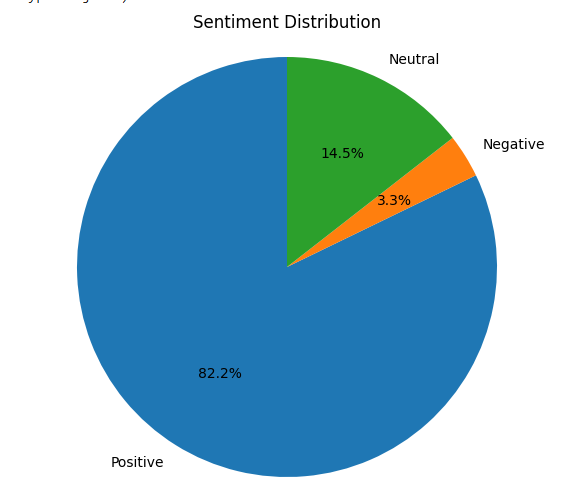 Sentiment Distribution
Neutral
Negative
14.5%
3.3%
82.2%
Positive